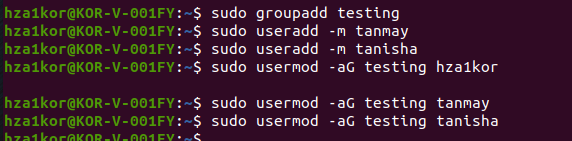 hza1kor@KOR-V-001FY:~$ sudo groupadd testing
hza1kor@KOR-V-001FY:~$ sudo useradd -m tanmay
hza1kor@KOR-V-001FY:~$ sudo useradd -m tanisha
hza1kor@KOR-V-001FY:~$ sudo usermod -aG testing hza1kor
hza1kor@KOR-V-001FY:~$ sudo usermod -aG testing tanmay
hza1kor@KOR-V-001FY:~$ sudo usermod -aG testing tanisha
hza1kor@KOR-V-001FY:~$